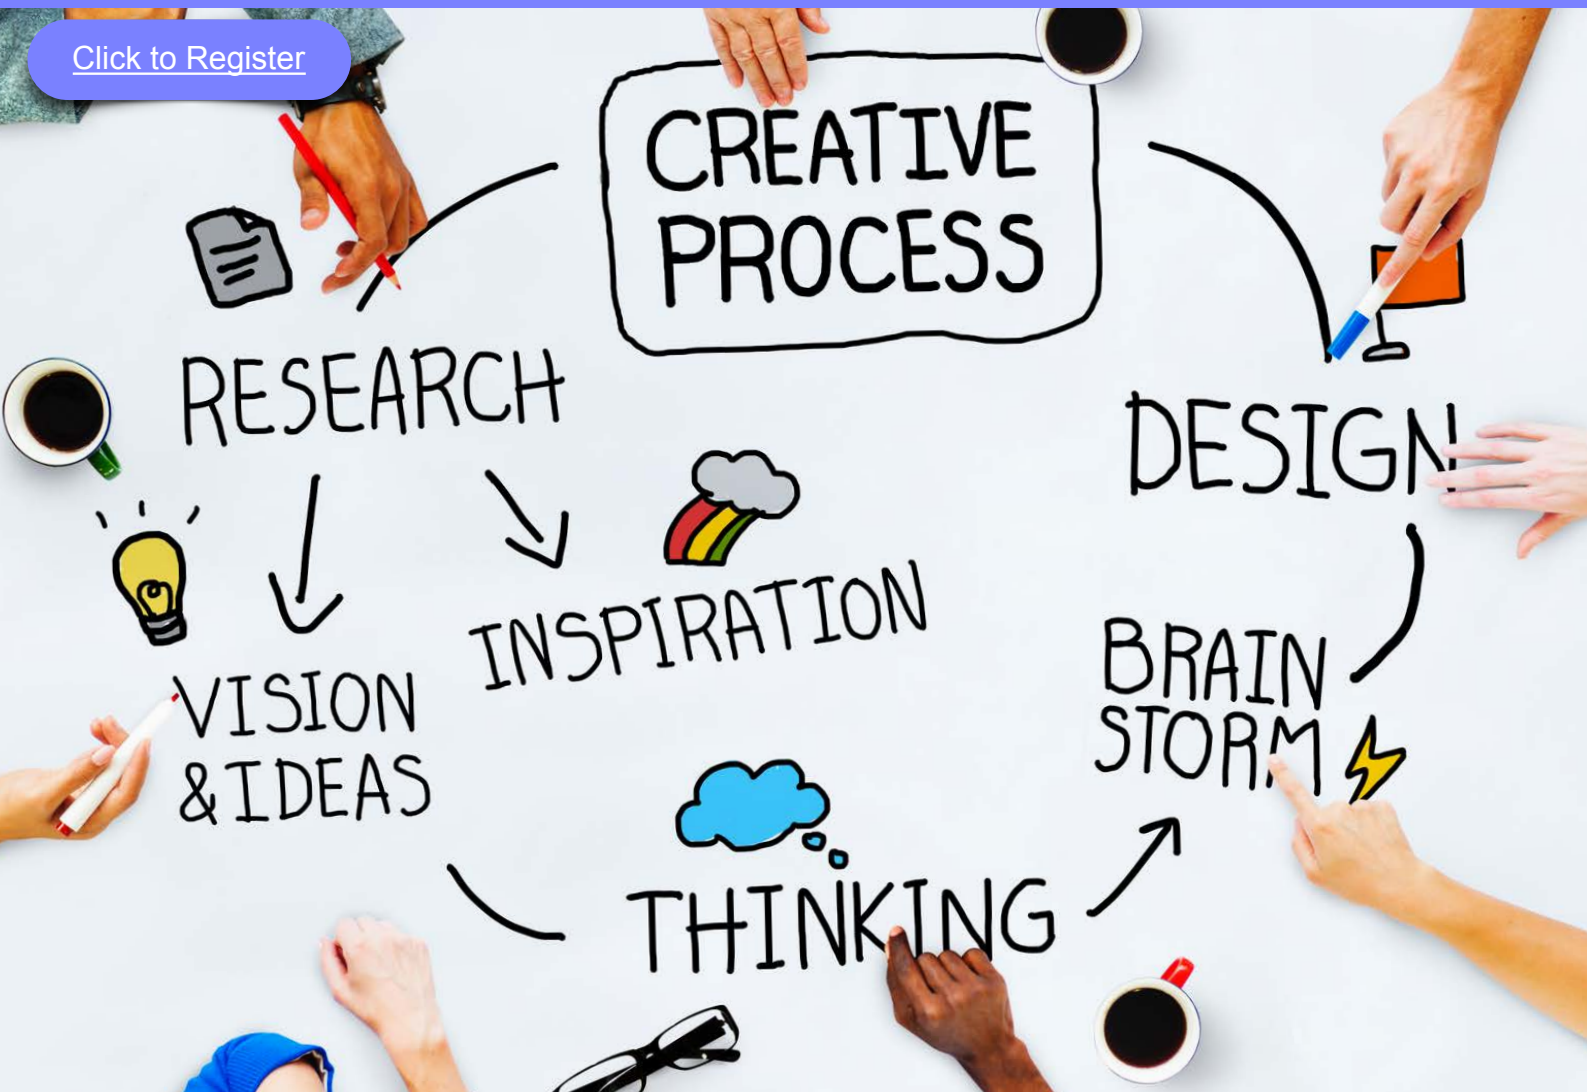 Click to Register
CREATIVE
PROCESS
RESEARCH
DESIGN
INSPIRATION
BRAIN
STORM
VISION
&IDEAS
THINKING